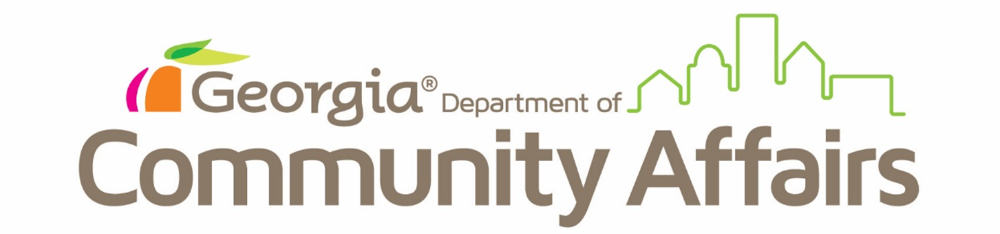 Georgia® Department of
Community Affairs